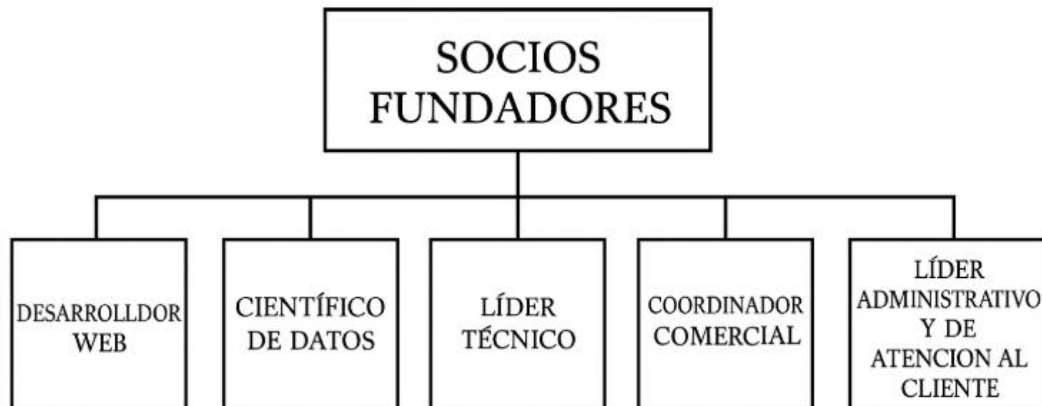 SOCIOS
FUNDADORES
DESARROLLDOR
WEB
CIENTÍFICO
DE DATOS
LÍDER
TÉCNICO
COORDINADOR
COMERCIAL
LÍDER
ADMINISTRATIVO
Y DE
ATENCION AL
CLIENTE